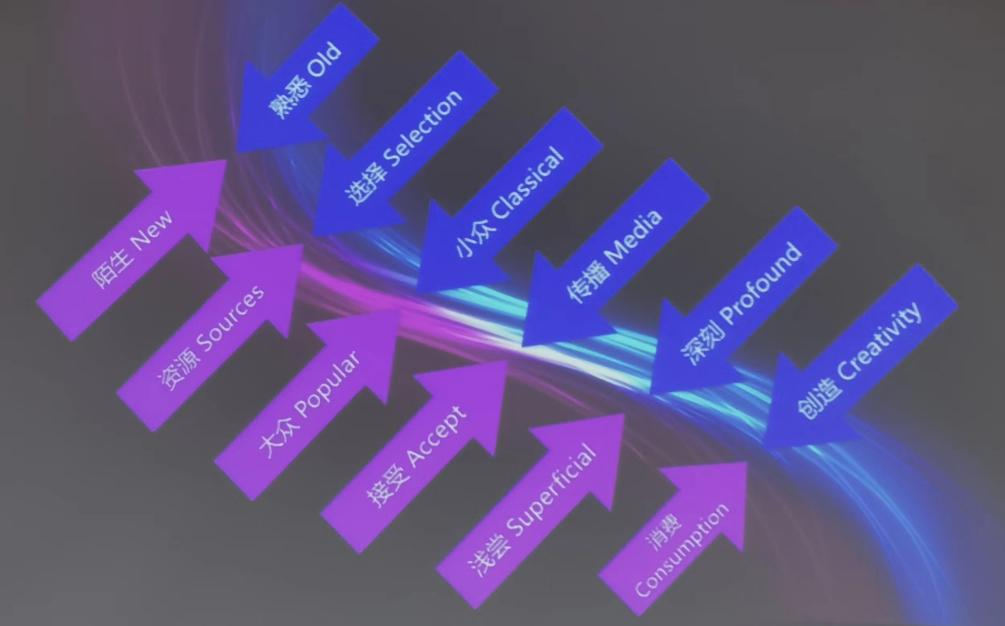 熟悉 Old
选择 Selection
小众 Classical
传播 Media
深刻 Profound
创造 Creativity
陌生 New
资源 Sources
大众 Popular
接受 Accept
浅尝 Superficial
消费
Consumption